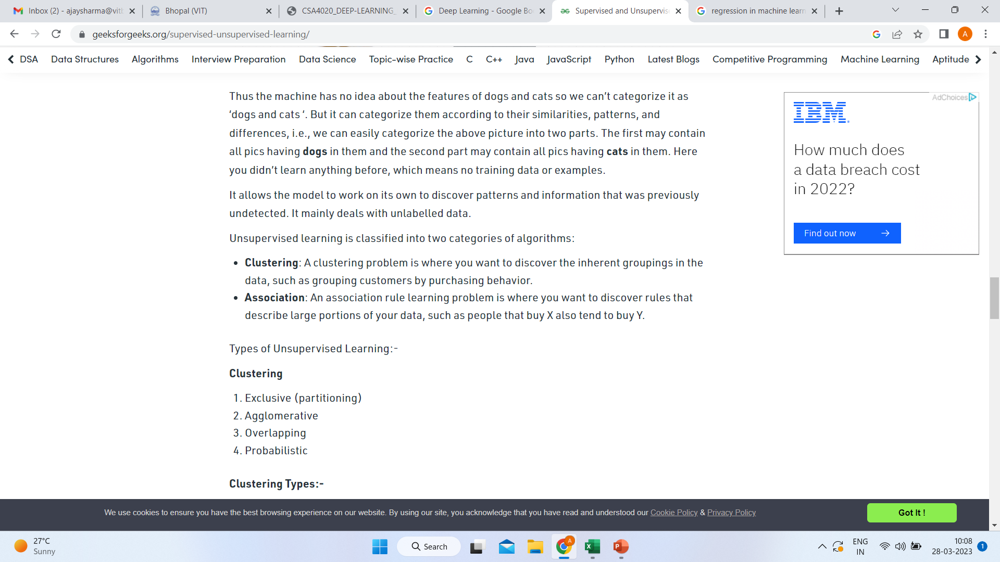 Inbox (2) - ajaysharma@vitb
Bhopal (VIT)
CSA4020_DEEP-LEARNING_
Deep Learning - Google Bo
Supervised and Unsupervis
regression in machine learn
geeksforgeeks.org/supervised-unsupervised-learning/
A
DSA Data Structures Algorithms Interview Preparation Data Science Topic-wise Practice C C++ Java JavaScript Python Latest Blogs Competitive Programming Machine Learning Aptitude
Thus the machine has no idea about the features of dogs and cats so we can’t categorize it as
‘dogs and cats ‘. But it can categorize them according to their similarities, patterns, and
differences, i.e., we can easily categorize the above picture into two parts. The first may contain
all pics having dogs in them and the second part may contain all pics having cats in them. Here
you didn’t learn anything before, which means no training data or examples.
It allows the model to work on its own to discover patterns and information that was previously
undetected. It mainly deals with unlabelled data.
Unsupervised learning is classified into two categories of algorithms:
• Clustering: A clustering problem is where you want to discover the inherent groupings in the
data, such as grouping customers by purchasing behavior.
• Association: An association rule learning problem is where you want to discover rules that
describe large portions of your data, such as people that buy X also tend to buy Y.
Types of Unsupervised Learning:-
Clustering
1. Exclusive (partitioning)
2. Agglomerative
3. Overlapping
4. Probabilistic
Clustering Types:-
AdChoices
IBM
How much does
a data breach cost
in 2022?
Find out now →
We use cookies to ensure you have the best browsing experience on our website. By using our site, you acknowledge that you have read and understood our Cookie Policy & Privacy Policy
Got It !
27°C
Sunny
Search
A
ENG
IN
10:08
28-03-2023
1